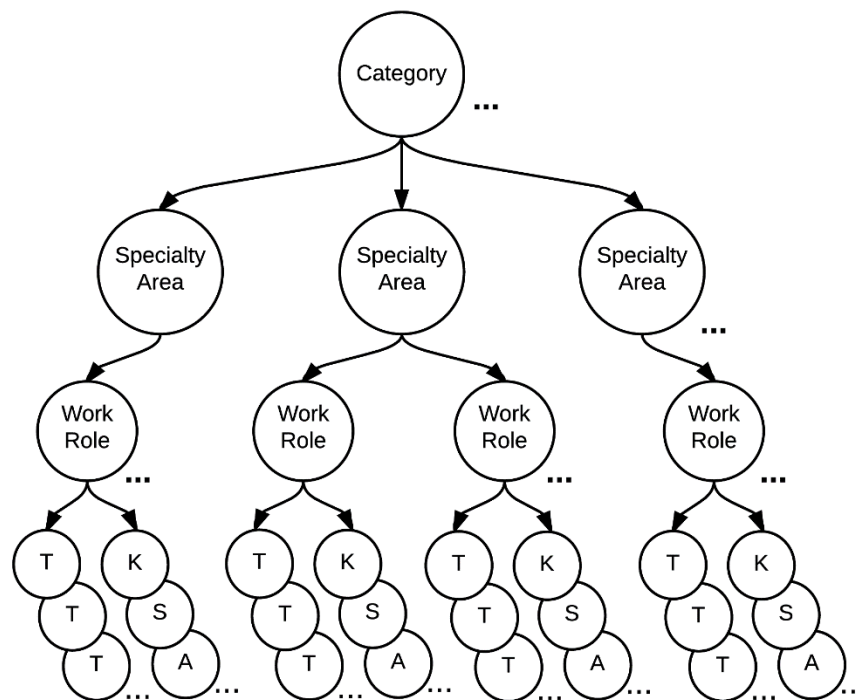 Category
...
Specialty
Area
Specialty
Area
Specialty
Area
...
Work
Role
...
Work
Role
Work
Role
...
Work
Role
...
T K T K T K T K
T S T S T S T S
T A T A T A T A
... ... ... ... ... ... ... ...